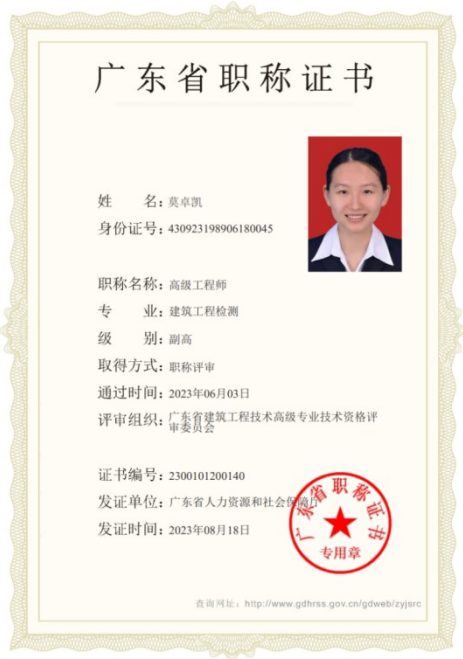 广东省职称证书
姓 名：莫卓凯
身份证号：430923198906180045
职称名称：高级工程师
专 业：建筑工程检测
级 别：副高
取得方式：职称评审
通过时间：2023年06月03日
评审组织：广东省建筑工程技术高级专业技术资格评
审委员会
证书编号：2300101200140
发证单位：广东省人力资源和社会保障厅
发证时间：2023年08月18日
广东省职称证书
专用章
查询网址：http://www.gdhrss.gov.cn/gdweb/zyjsrc